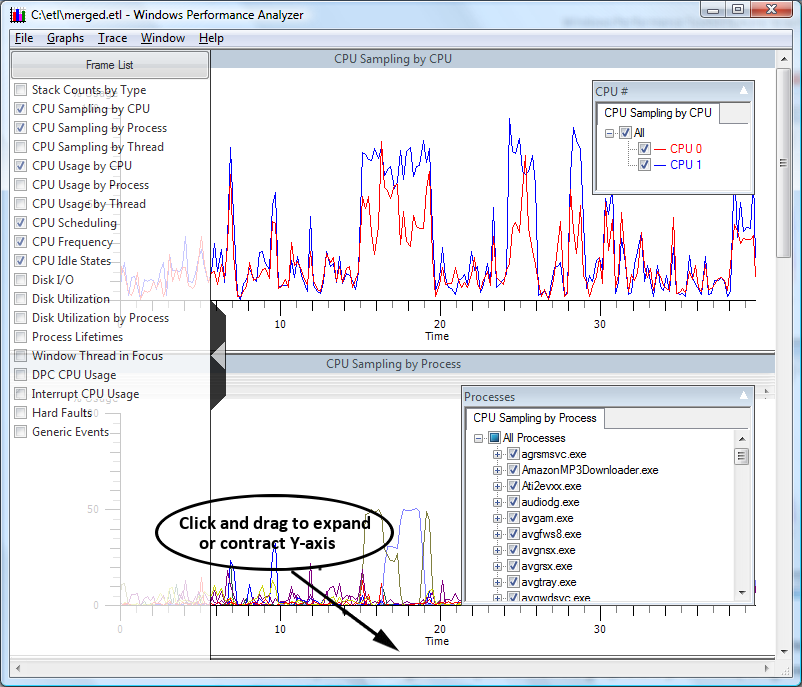 C:\etl\merged.etl - Windows Performance Analyzer
File Graphs Trace Window Help
Frame List
Stack Counts by Type
CPU Sampling by CPU
CPU Sampling by Process
CPU Sampling by Thread
CPU Usage by CPU
CPU Usage by Process
CPU Usage by Thread
CPU Scheduling
CPU Frequency
CPU Idle States
Disk I/O
Disk Utilization
Disk Utilization by Process
Process Lifetimes
Window Thread in Focus
DPC CPU Usage
Interrupt CPU Usage
Hard Faults
Generic Events
CPU Sampling by CPU
CPU #
CPU Sampling by CPU
All
CPU 0
CPU 1
10 20 30
Time
CPU Sampling by Process
Processes
CPU Sampling by Process
All Processes
agrsmsvc.exe
AmazonMP3Downloader.exe
Ati2evxx.exe
audiodg.exe
avgam.exe
avgfws8.exe
avgnsx.exe
avgrsx.exe
avgtray.exe
avgwdsvc.exe
50
0
Click and drag to expand
or contract Y-axis
0 10 20 30
Time